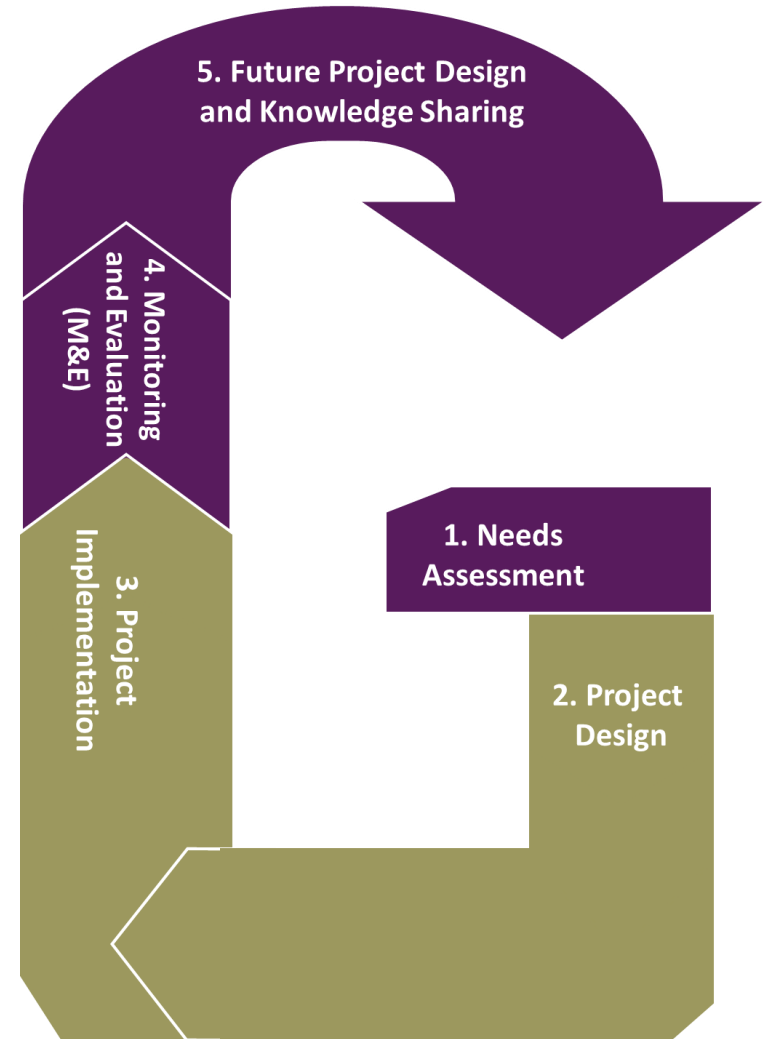 5. Future Project Design
and Knowledge Sharing
4. Monitoring
and Evaluation
(M&E)
3. Project
Implementation
1. Needs
Assessment
2. Project
Design